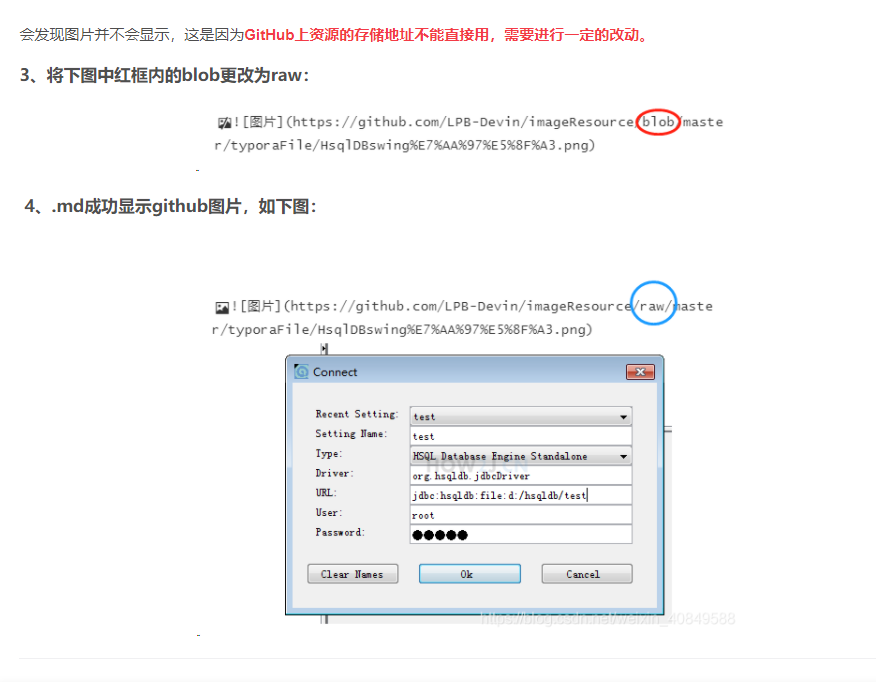 会发现图片并不会显示，这是因为GitHub上资源的存储地址不能直接用，需要进行一定的改动。
3、将下图中红框内的blob更改为raw：
![图片](https://github.com/LPB-Devin/imageResource/blob/maste
r/typoraFile/HsqlDBswing%E7%AA%97%E5%8F%A3.png)
4、.md成功显示github图片，如下图：
![图片](https://github.com/LPB-Devin/imageResource/raw/maste
r/typoraFile/HsqlDBswing%E7%AA%97%E5%8F%A3.png)
Connect
Recent Setting: test
Setting Name: test
Type: HSQL Database Engine Standalone
Driver: org.hsqldb.jdbcDriver
URL: jdbc:hsqldb:file:d:/hsqldb/test
User: root
Password: ●●●●●
Clear Names Ok Cancel
https://blog.csdn.net/weixin_40849588